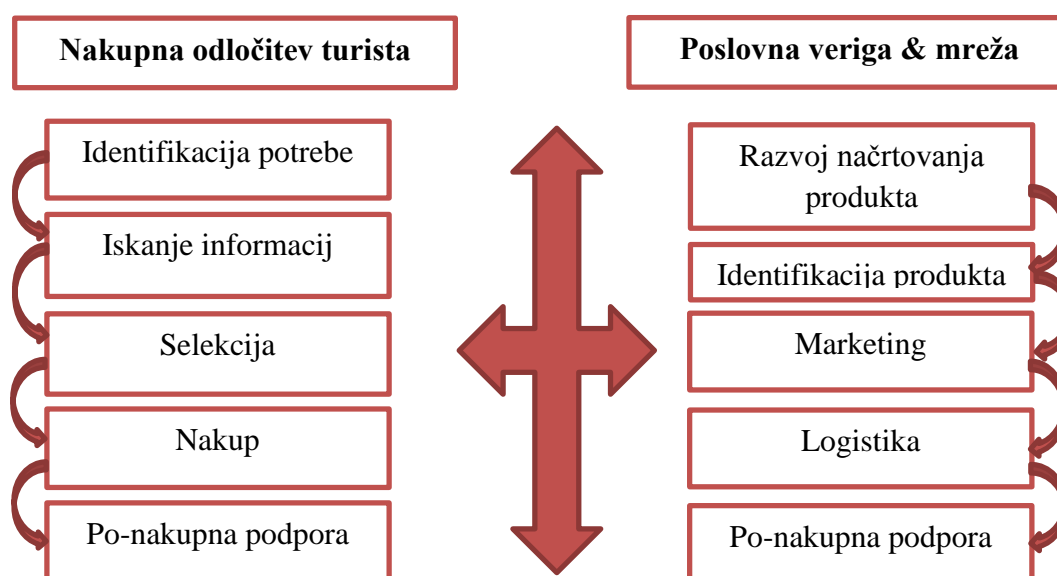 Nakupna odločitev turista
Poslovna veriga & mreža
Identifikacija potrebe
Iskanje informacij
Selekcija
Nakup
Po-nakupna podpora
Razvoj načrtovanja
produkta
Identifikacija produkta
Marketing
Logistika
Po-nakupna podpora